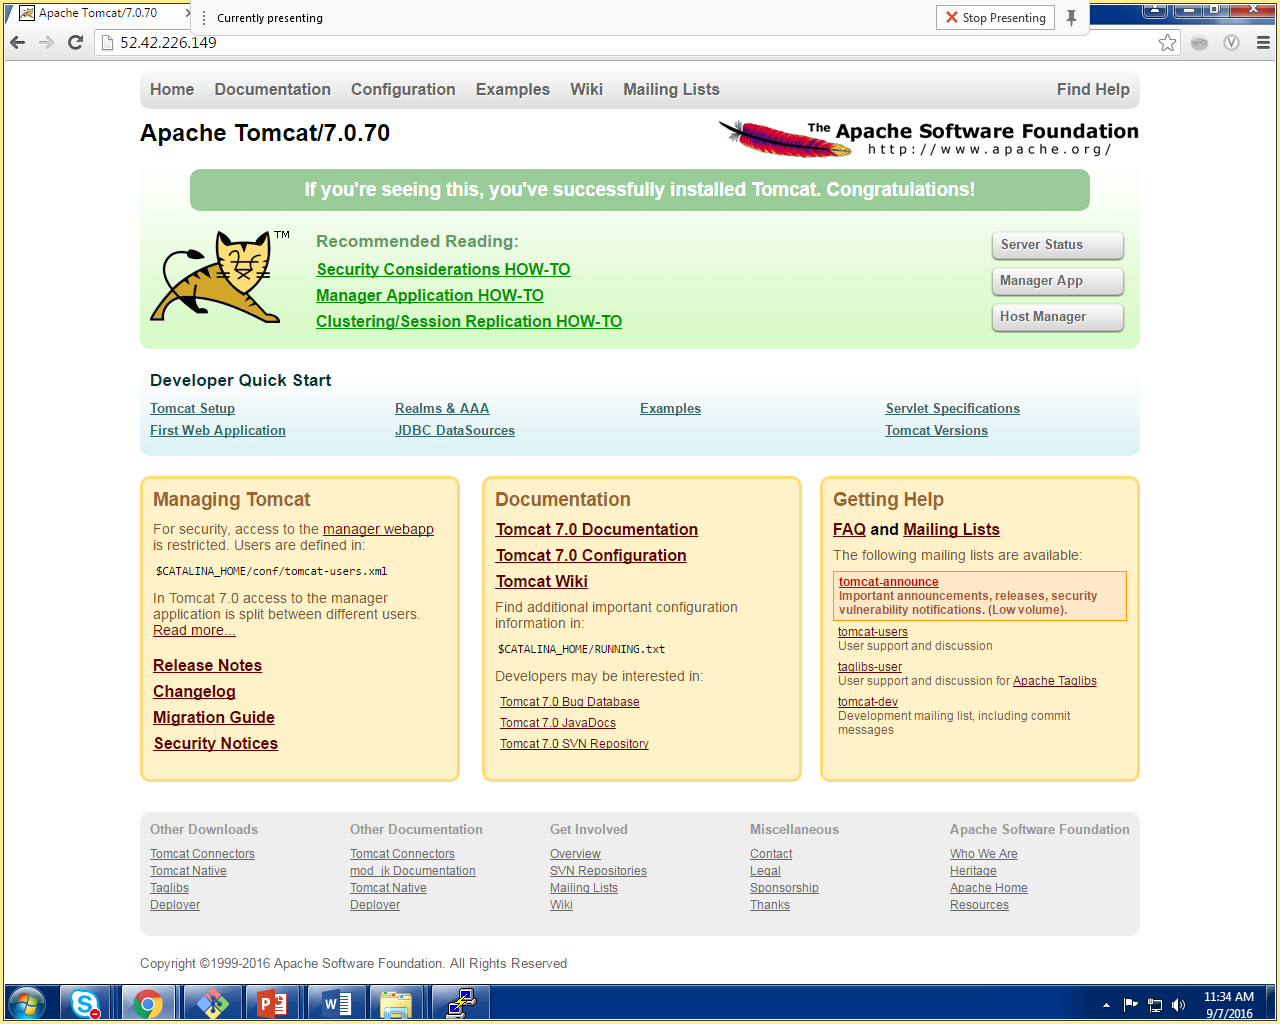 Apache Tomcat/7.0.70
Currently presenting
Stop Presenting
52.42.226.149
Home Documentation Configuration Examples Wiki Mailing Lists Find Help
Apache Tomcat/7.0.70
The Apache Software Foundation
http://www.apache.org/
If you're seeing this, you've successfully installed Tomcat. Congratulations!
TM
Recommended Reading:
Security Considerations HOW-TO
Manager Application HOW-TO
Clustering/Session Replication HOW-TO
Server Status
Manager App
Host Manager
Developer Quick Start
Tomcat Setup
First Web Application
Realms & AAA
JDBC DataSources
Examples
Servlet Specifications
Tomcat Versions
Managing Tomcat
For security, access to the manager webapp
is restricted. Users are defined in:
$CATALINA_HOME/conf/tomcat-users.xml
In Tomcat 7.0 access to the manager
application is split between different users.
Read more...
Release Notes
Changelog
Migration Guide
Security Notices
Documentation
Tomcat 7.0 Documentation
Tomcat 7.0 Configuration
Tomcat Wiki
Find additional important configuration
information in:
$CATALINA_HOME/RUNNING.txt
Developers may be interested in:
Tomcat 7.0 Bug Database
Tomcat 7.0 JavaDocs
Tomcat 7.0 SVN Repository
Getting Help
FAQ and Mailing Lists
The following mailing lists are available:
tomcat-announce
Important announcements, releases, security
vulnerability notifications. (Low volume).
tomcat-users
User support and discussion
taglibs-user
User support and discussion for Apache Taglibs
tomcat-dev
Development mailing list, including commit
messages
Other Downloads
Tomcat Connectors
Tomcat Native
Taglibs
Deployer
Other Documentation
Tomcat Connectors
mod_jk Documentation
Tomcat Native
Deployer
Get Involved
Overview
SVN Repositories
Mailing Lists
Wiki
Miscellaneous
Contact
Legal
Sponsorship
Thanks
Apache Software Foundation
Who We Are
Heritage
Apache Home
Resources
Copyright ©1999-2016 Apache Software Foundation. All Rights Reserved
11:34 AM
9/7/2016